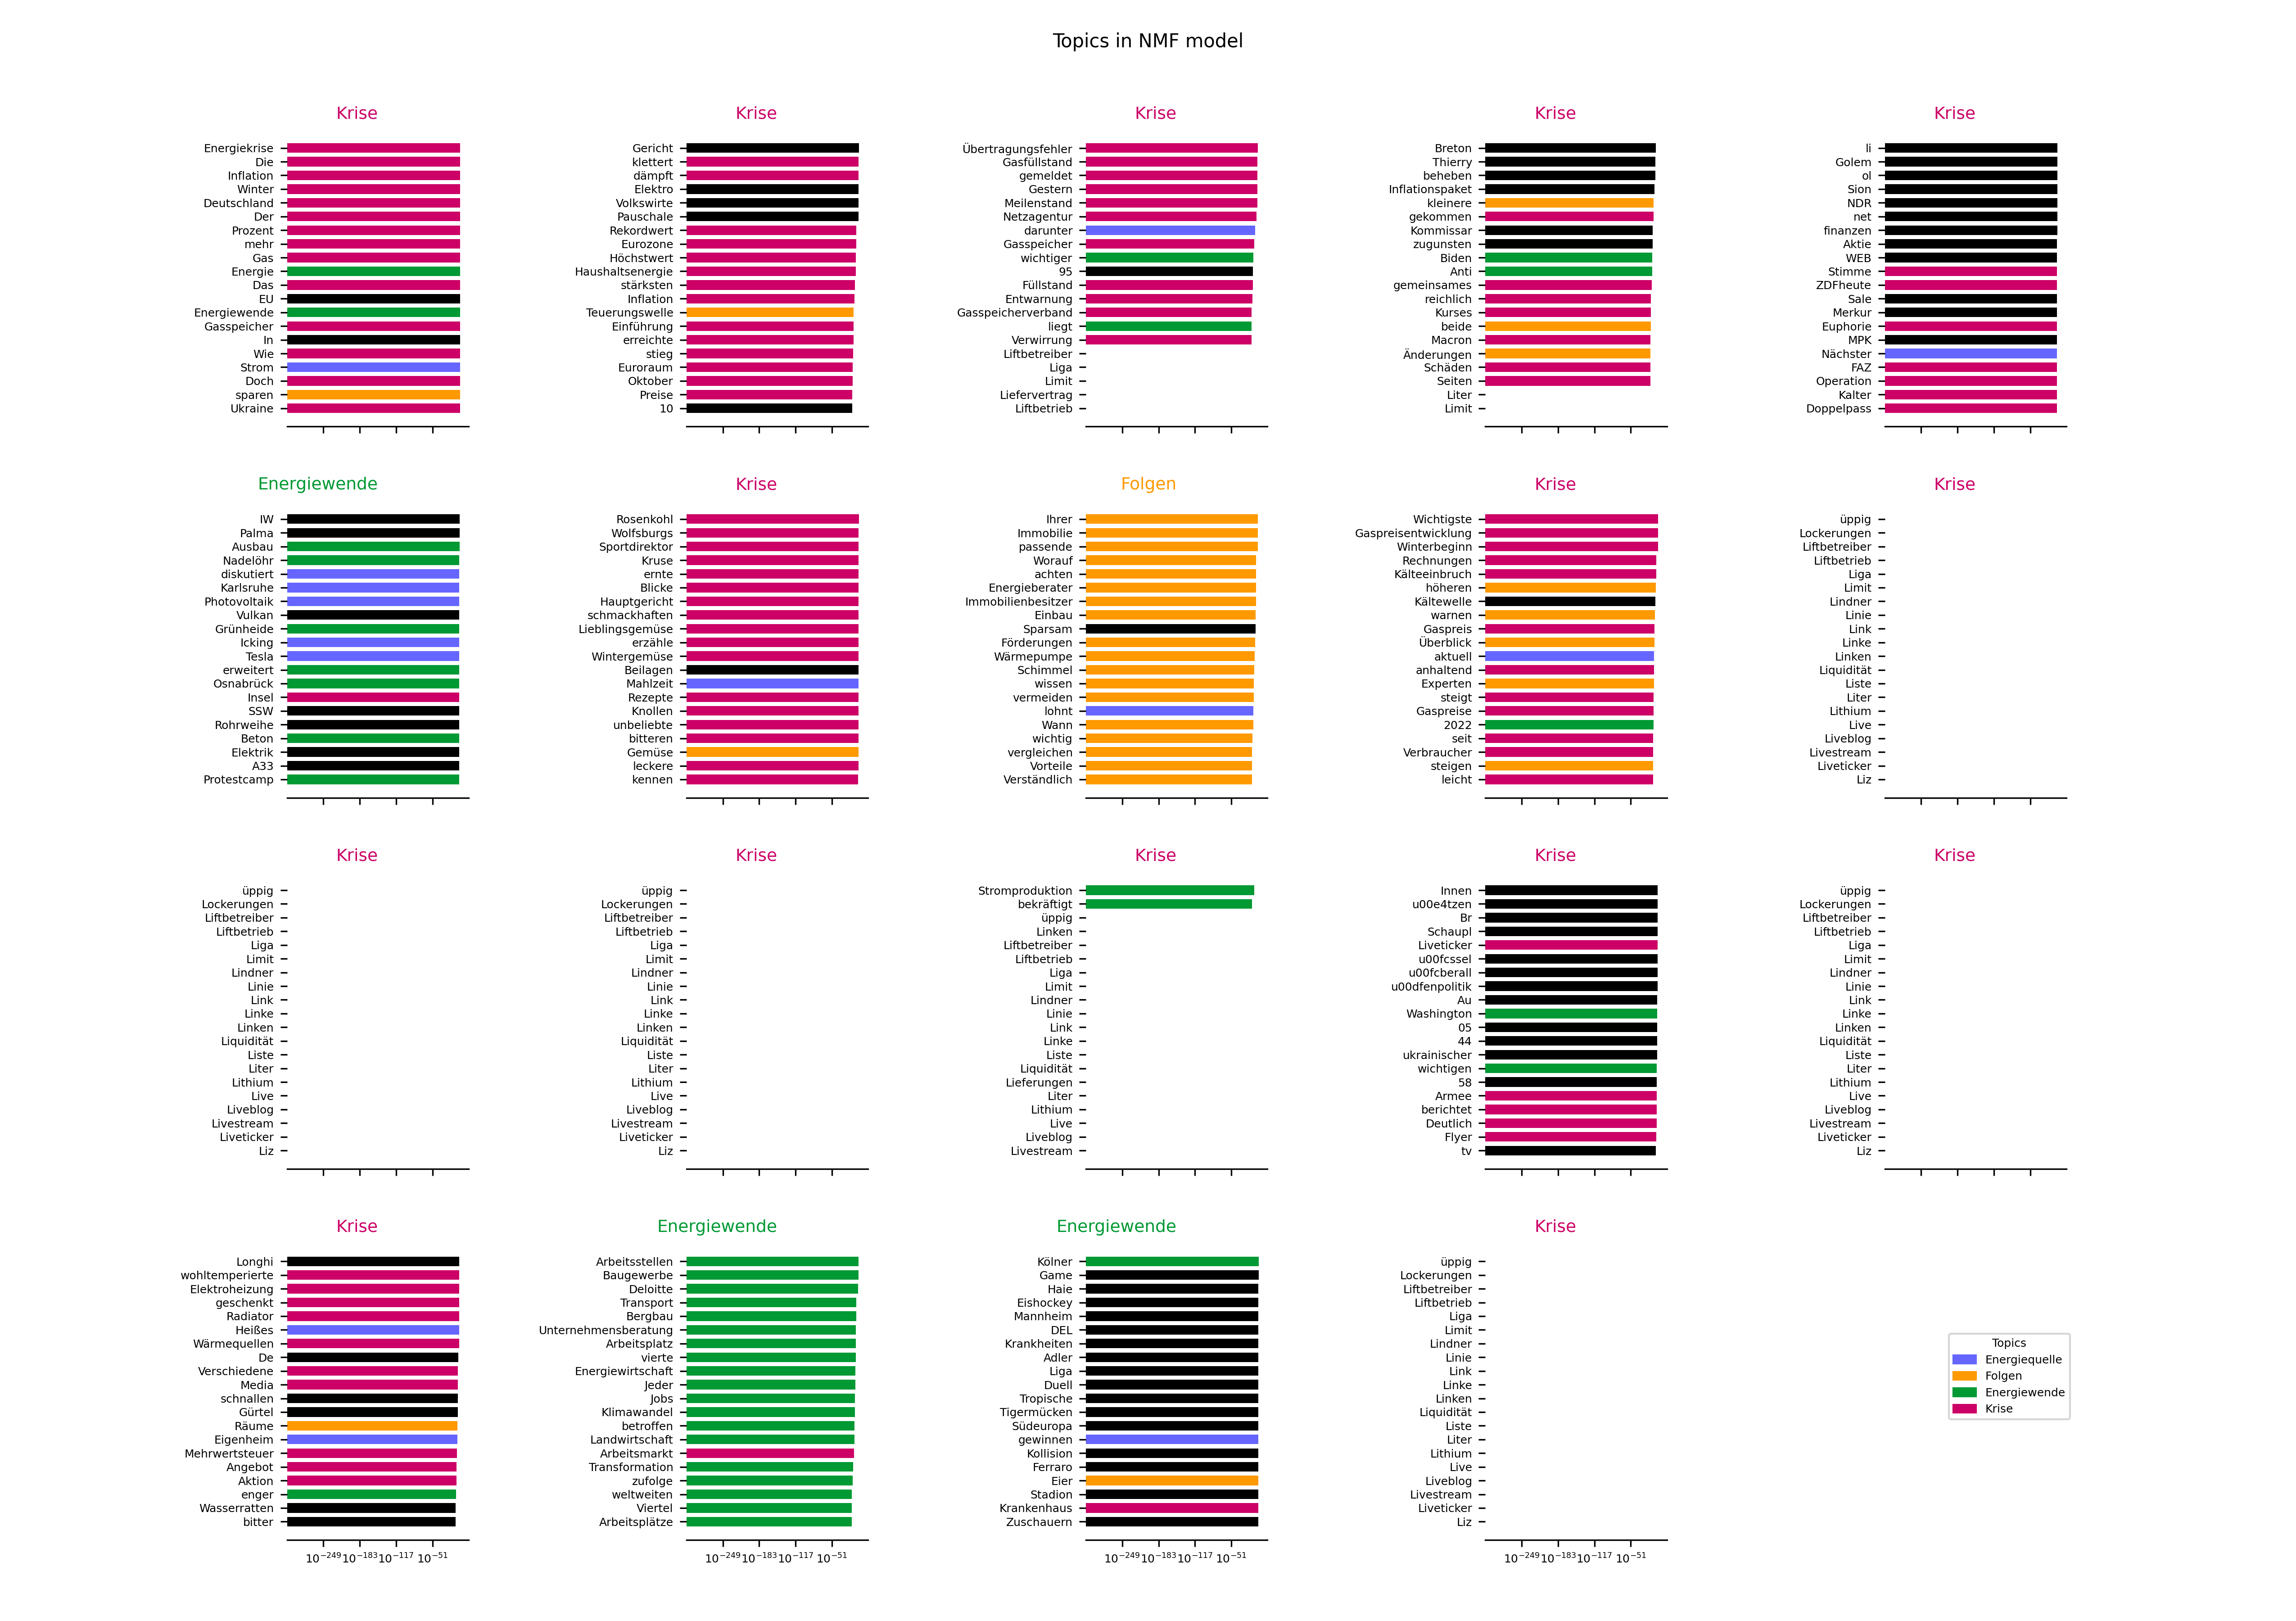 Topics in NMF model
Krise
Energiekrise
Die
Inflation
Winter
Deutschland
Der
Prozent
mehr
Gas
Energie
Das
EU
Energiewende
Gasspeicher
In
Wie
Strom
Doch
sparen
Ukraine
Krise
Gericht
klettert
dämpft
Elektro
Volkswirte
Pauschale
Rekordwert
Eurozone
Höchstwert
Haushaltsenergie
stärksten
Inflation
Teuerungswelle
Einführung
erreichte
stieg
Euroraum
Oktober
Preise
10
Krise
Übertragungsfehler
Gasfüllstand
gemeldet
Gestern
Meilenstand
Netzagentur
darunter
Gasspeicher
wichtiger
95
Füllstand
Entwarnung
Gasspeicherverband
liegt
Verwirrung
Liftbetreiber
Liga
Limit
Liefervertrag
Liftbetrieb
Krise
Breton
Thierry
beheben
Inflationspaket
kleinere
gekommen
Kommissar
zugunsten
Biden
Anti
gemeinsames
reichlich
Kurses
beide
Macron
Änderungen
Schäden
Seiten
Liter
Limit
Krise
li
Golem
ol
Sion
NDR
net
finanzen
Aktie
WEB
Stimme
ZDFheute
Sale
Merkur
Euphorie
MPK
Nächster
FAZ
Operation
Kalter
Doppelpass
Energiewende
IW
Palma
Ausbau
Nadelöhr
diskutiert
Karlsruhe
Photovoltaik
Vulkan
Grünheide
Icking
Tesla
erweitert
Osnabrück
Insel
SSW
Rohrweihe
Beton
Elektrik
A33
Protestcamp
Krise
Rosenkohl
Wolfsburgs
Sportdirektor
Kruse
ernte
Blicke
Hauptgericht
schmackhaften
Lieblingsgemüse
erzähle
Wintergemüse
Beilagen
Mahlzeit
Rezepte
Knollen
unbeliebte
bitteren
Gemüse
leckere
kennen
Folgen
Ihrer
Immobilie
passende
Worauf
achten
Energieberater
Immobilienbesitzer
Einbau
Sparsam
Förderungen
Wärmepumpe
Schimmel
wissen
vermeiden
lohnt
Wann
wichtig
vergleichen
Vorteile
Verständlich
Krise
Wichtigste
Gaspreisentwicklung
Winterbeginn
Rechnungen
Kälteeinbruch
höheren
Kältewelle
warnen
Gaspreis
Überblick
aktuell
anhaltend
Experten
steigt
Gaspreise
2022
seit
Verbraucher
steigen
leicht
Krise
üppig
Lockerungen
Liftbetreiber
Liftbetrieb
Liga
Limit
Lindner
Linie
Link
Linke
Linken
Liquidität
Liste
Liter
Lithium
Live
Liveblog
Livestream
Liveticker
Liz
Krise
üppig
Lockerungen
Liftbetreiber
Liftbetrieb
Liga
Limit
Lindner
Linie
Link
Linke
Linken
Liquidität
Liste
Liter
Lithium
Live
Liveblog
Livestream
Liveticker
Liz
Krise
üppig
Lockerungen
Liftbetreiber
Liftbetrieb
Liga
Limit
Lindner
Linie
Link
Linke
Linken
Liquidität
Liste
Liter
Lithium
Live
Liveblog
Livestream
Liveticker
Liz
Krise
Stromproduktion
bekräftigt
üppig
Linken
Liftbetreiber
Liftbetrieb
Liga
Limit
Lindner
Linie
Link
Linke
Liste
Liquidität
Lieferungen
Liter
Lithium
Live
Liveblog
Livestream
Krise
Innen
u00e4tzen
Br
Schaupl
Liveticker
u00fcssel
u00fcberall
u00dfenpolitik
Au
Washington
05
44
ukrainischer
wichtigen
58
Armee
berichtet
Deutlich
Flyer
tv
Krise
üppig
Lockerungen
Liftbetreiber
Liftbetrieb
Liga
Limit
Lindner
Linie
Link
Linke
Linken
Liquidität
Liste
Liter
Lithium
Live
Liveblog
Livestream
Liveticker
Liz
Krise
Longhi
wohltemperierte
Elektroheizung
geschenkt
Radiator
Heißes
Wärmequellen
De
Verschiedene
Media
schnallen
Gürtel
Räume
Eigenheim
Mehrwertsteuer
Angebot
Aktion
enger
Wasserratten
bitter
10^-249 10^-183 10^-117 10^-51
Energiewende
Arbeitsstellen
Baugewerbe
Deloitte
Transport
Bergbau
Unternehmensberatung
Arbeitsplatz
vierte
Energiewirtschaft
Jeder
Jobs
Klimawandel
betroffen
Landwirtschaft
Arbeitsmarkt
Transformation
zufolge
weltweiten
Viertel
Arbeitsplätze
10^-249 10^-183 10^-117 10^-51
Energiewende
Kölner
Game
Haie
Eishockey
Mannheim
DEL
Krankheiten
Adler
Liga
Duell
Tropische
Tigermücken
Südeuropa
gewinnen
Kollision
Ferraro
Eier
Stadion
Krankenhaus
Zuschauern
10^-249 10^-183 10^-117 10^-51
Krise
üppig
Lockerungen
Liftbetreiber
Liftbetrieb
Liga
Limit
Lindner
Linie
Link
Linke
Linken
Liquidität
Liste
Liter
Lithium
Live
Liveblog
Livestream
Liveticker
Liz
10^-249 10^-183 10^-117 10^-51
Topics
Energiequelle
Folgen
Energiewende
Krise